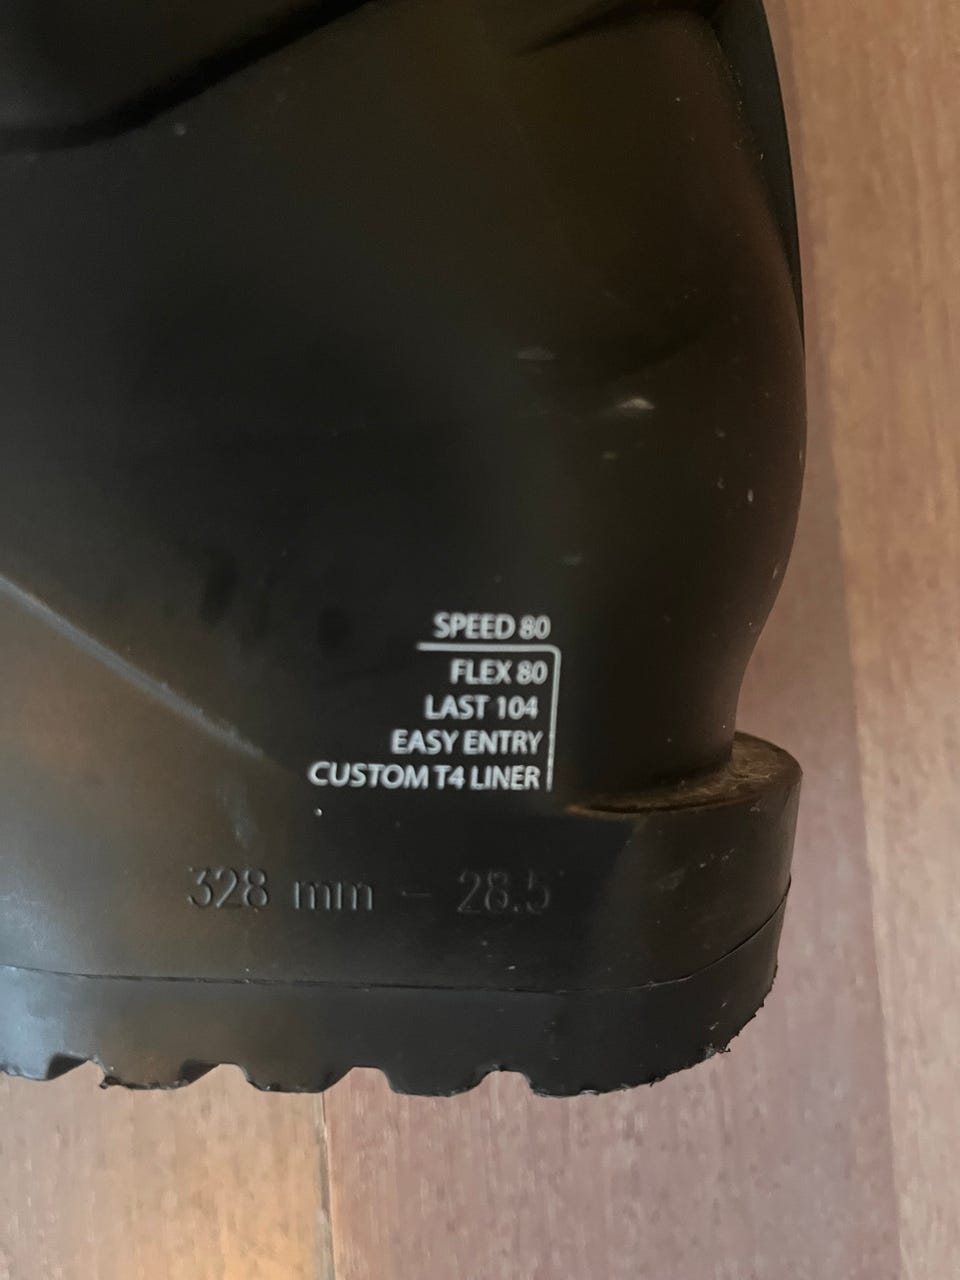 SPEED 80
FLEX 80
LAST 104
EASY ENTRY
CUSTOM T4 LINER
328 mm - 28.5